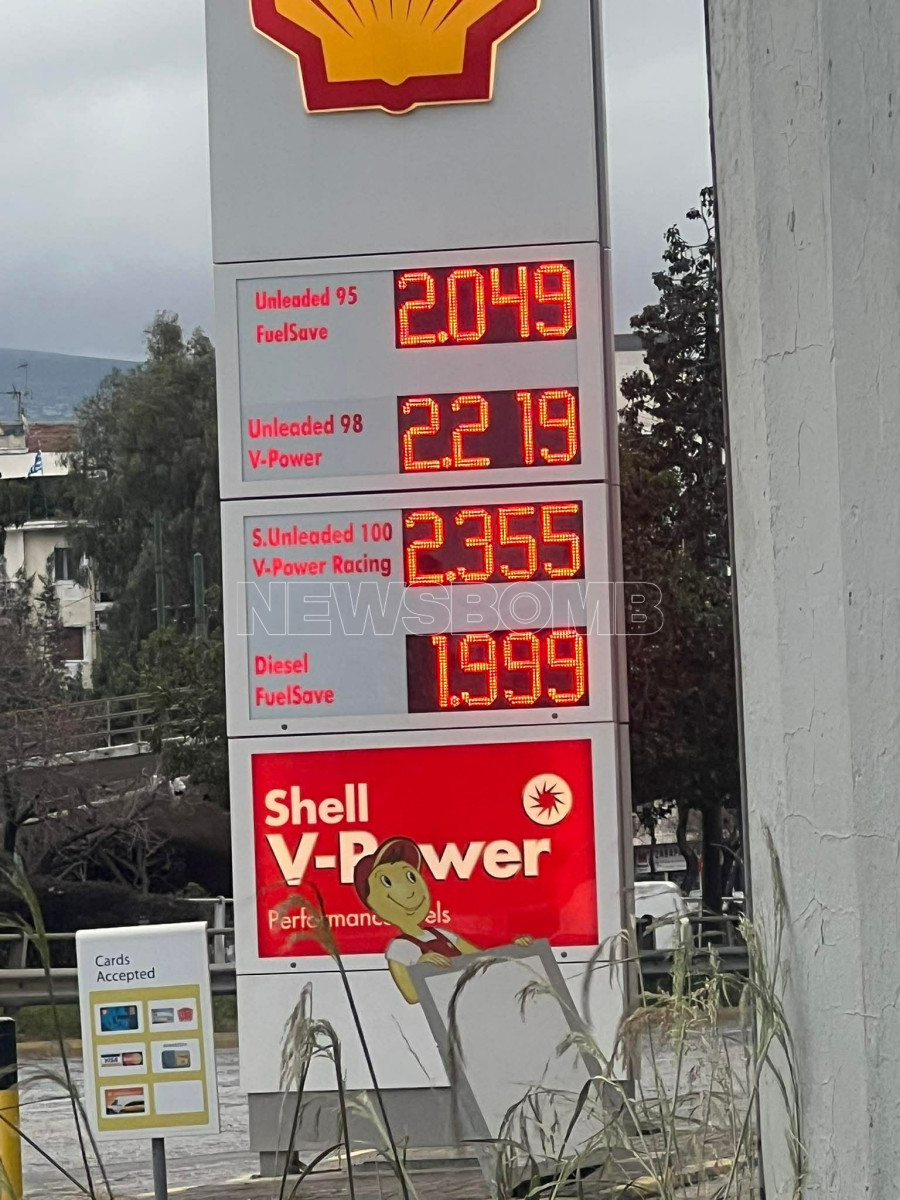 Unleaded 95
FuelSave
2.049
Unleaded 98
V-Power
2.219
S.Unleaded 100
V-Power Racing
2.355
NEWSBOMB
Diesel
FuelSave
1.999
Shell
V-Power
Cards
Accepted
VISA